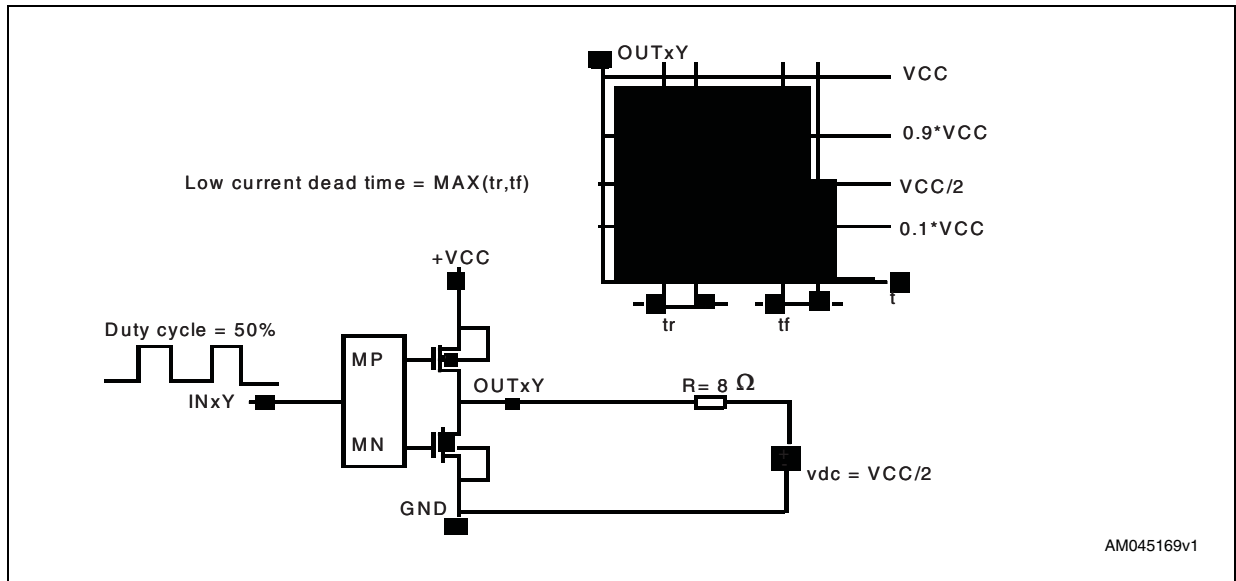 OUTxY
VCC
0.9*VCC
Low current dead time = MAX(tr,tf)
VCC/2
0.1*VCC
+VCC
t
tr
tf
Duty cycle = 50%
MP
OUTxY
R= 8 Ω
INxY
MN
+
-
vdc = VCC/2
GND
AM045169v1